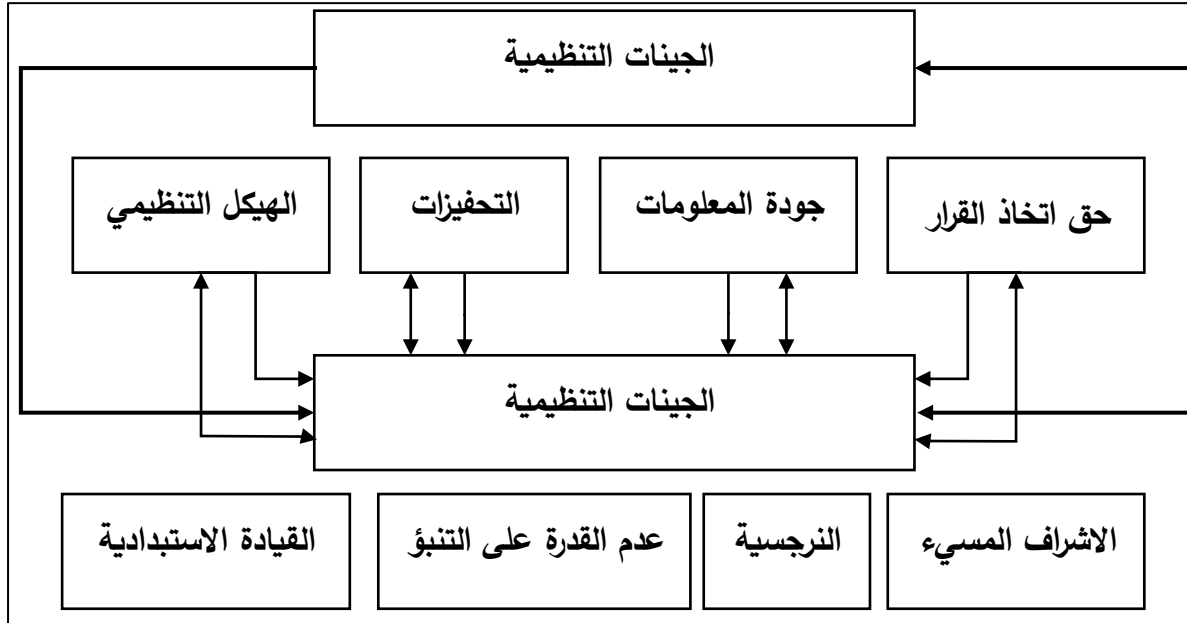 الجينات التنظيمية
حق اتخاذ القرار
جودة المعلومات
التحفيزات
الهيكل التنظيمي
الجينات التنظيمية
الاشراف المسيء
النرجسية
عدم القدرة على التنبؤ
القيادة الاستبدادية